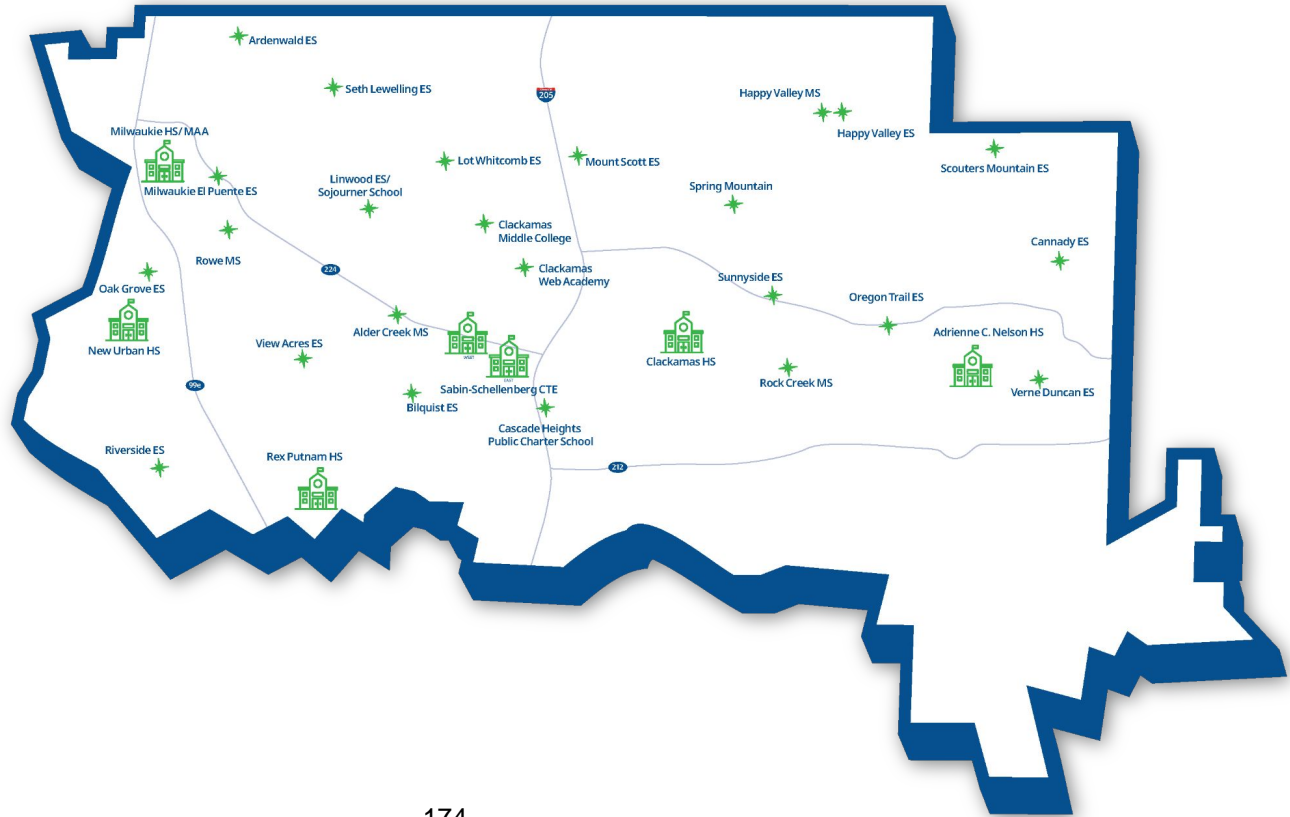 Ardenwald ES
Seth Lewelling ES
205
Happy Valley MS
Happy Valley ES
Milwaukie HS/ MAA
Lot Whitcomb ES
Mount Scott ES
Scouters Mountain ES
Milwaukie El Puente ES
Linwood ES/
Sojourner School
Spring Mountain
Clackamas
Middle College
Rowe MS
Cannady ES
224
Clackamas
Web Academy
Sunnyside ES
Oak Grove ES
Oregon Trail ES
Alder Creek MS
Adrienne C. Nelson HS
New Urban HS
View Acres ES
WEST
Clackamas HS
EAST
Sabin-Schellenberg CTE
Rock Creek MS
99e
Verne Duncan ES
Bilquist ES
Cascade Heights
Public Charter School
Riverside ES
Rex Putnam HS
212
174